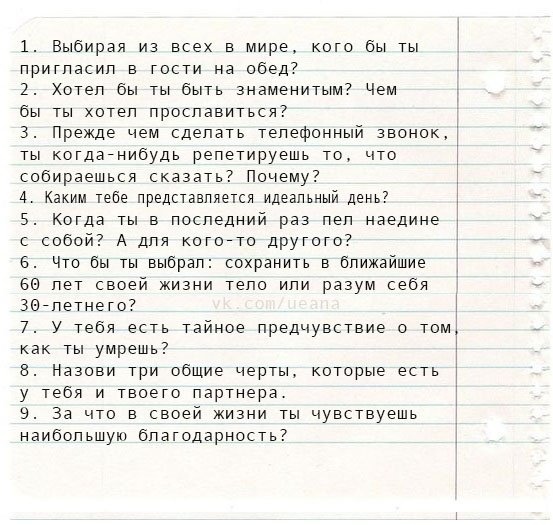 1. Выбирая из всех в мире, кого бы ты
пригласил в гости на обед?
2. Хотел бы ты быть знаменитым? Чем
бы ты хотел прославиться?
3. Прежде чем сделать телефонный звонок,
ты когда-нибудь репетируешь то, что
собираешься сказать? Почему?
4. Каким тебе представляется идеальный день?
5. Когда ты в последний раз пел наедине
с собой? А для кого-то другого?
6. Что бы ты выбрал: сохранить в ближайшие
60 лет своей жизни тело или разум себя
30-летнего?
vk.com/ueana
7. У тебя есть тайное предчувствие о том,
как ты умрешь?
8. Назови три общие черты, которые есть
у тебя и твоего партнера.
9. За что в своей жизни ты чувствуешь
наибольшую благодарность?